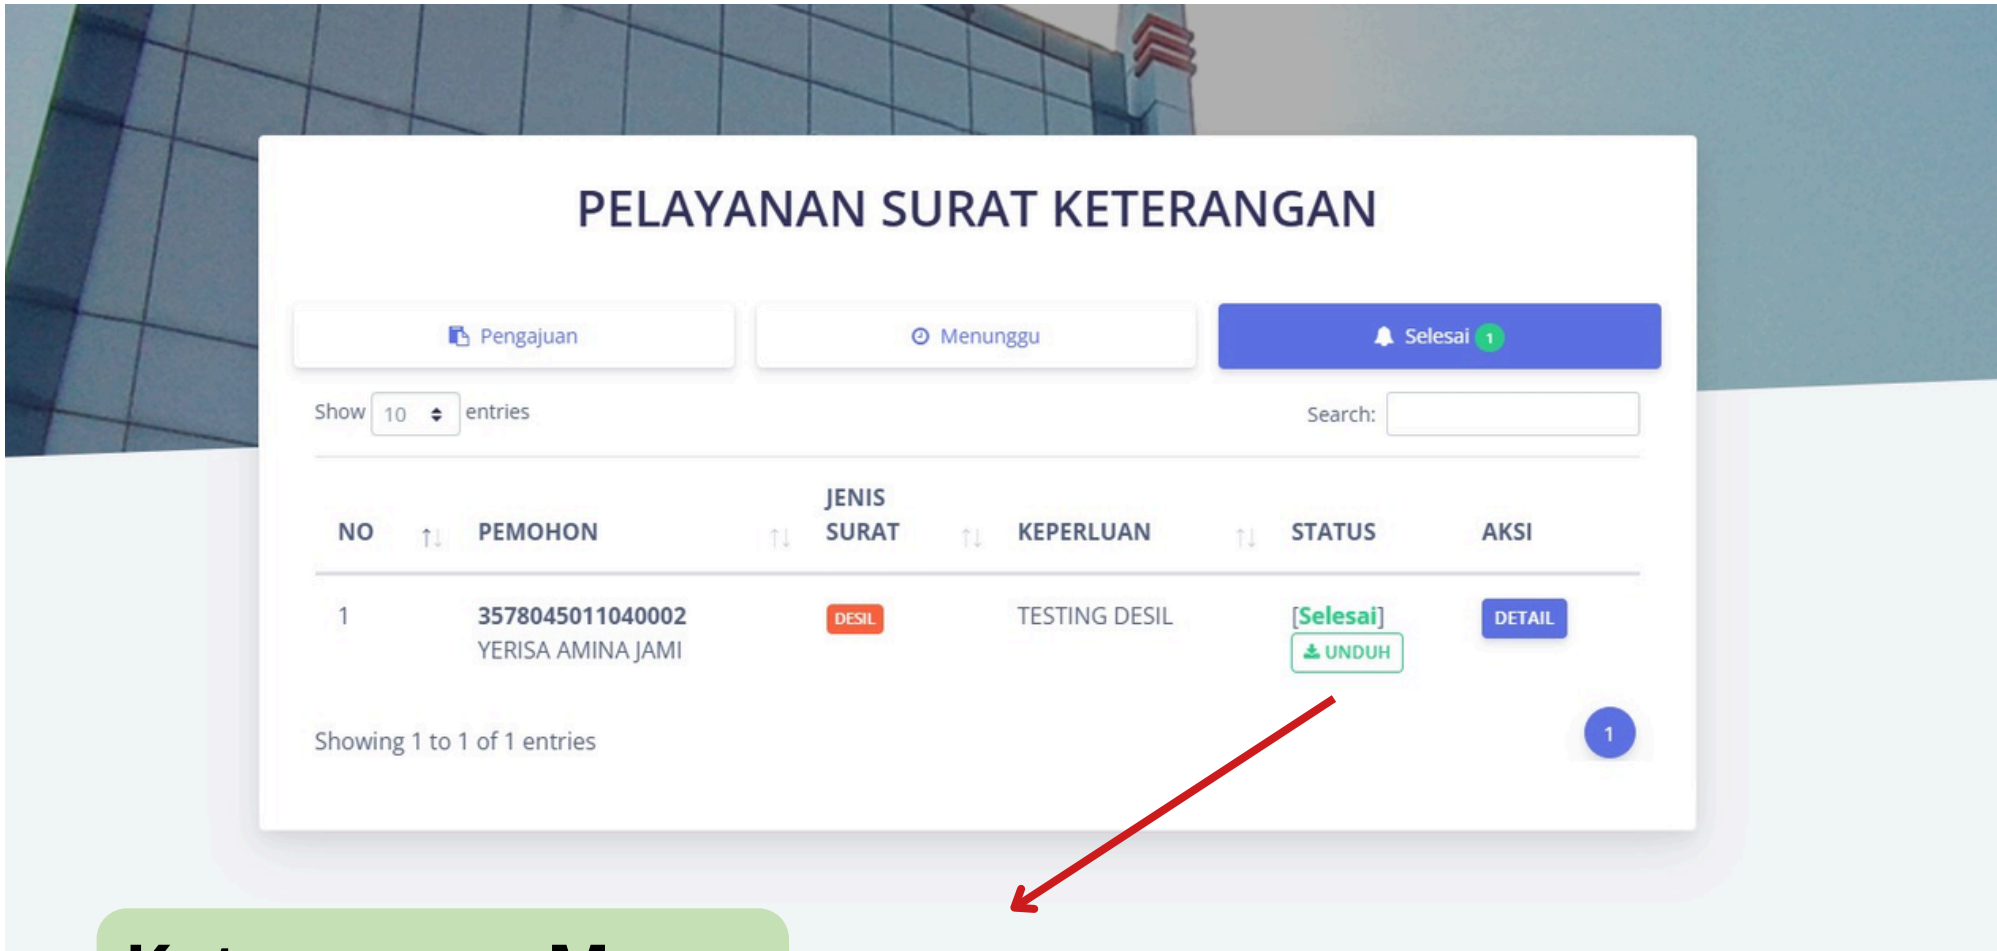 PELAYANAN SURAT KETERANGAN
Pengajuan
Menunggu
Selesai 1
Show 10 entries
Search:
NO PEMOHON JENIS SURAT KEPERLUAN STATUS AKSI
1 3578045011040002 DESIL TESTING DESIL [Selesai] DETAIL
YERISA AMINA JAMI UNDUH
Showing 1 to 1 of 1 entries
1